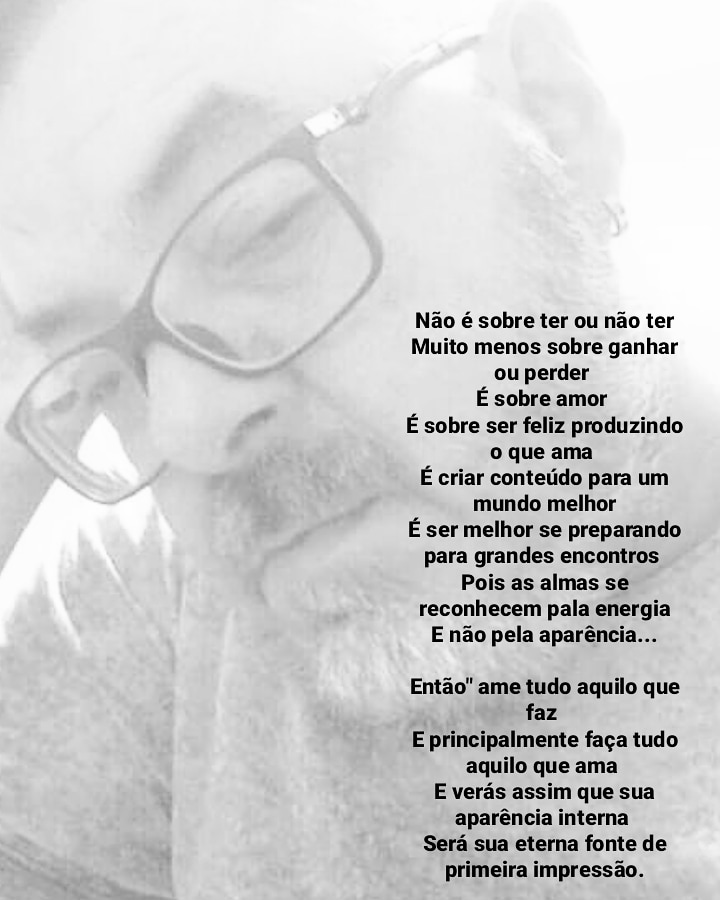 Não é sobre ter ou não ter
Muito menos sobre ganhar
ou perder
É sobre amor
É sobre ser feliz produzindo
o que ama
É criar conteúdo para um
mundo melhor
É ser melhor se preparando
para grandes encontros
Pois as almas se
reconhecem pala energia
E não pela aparência...
Então" ame tudo aquilo que
faz
E principalmente faça tudo
aquilo que ama
E verás assim que sua
aparência interna
Será sua eterna fonte de
primeira impressão.